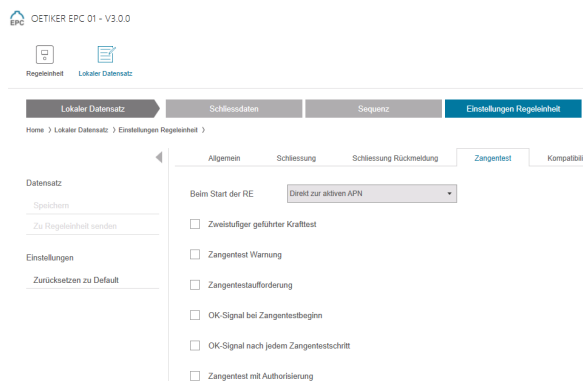 EPC OETIKER EPC 01 - V3.0.0
Regeleinheit Lokaler Datensatz
Lokaler Datensatz Schliessdaten Sequenz Einstellungen Regeleinheit
Home > Lokaler Datensatz > Einstellungen Regeleinheit >
Allgemein Schliessung Schliessung Rückmeldung Zangentest Kompatibili
Datensatz
Speichern
Zu Regeleinheit senden
Einstellungen
Zurücksetzen zu Default
Beim Start der RE Direkt zur aktiven APN
Zweistufiger geführter Krafttest
Zangentest Warnung
Zangentestaufforderung
OK-Signal bei Zangentestbeginn
OK-Signal nach jedem Zangentestschritt
Zangentest mit Authorisierung